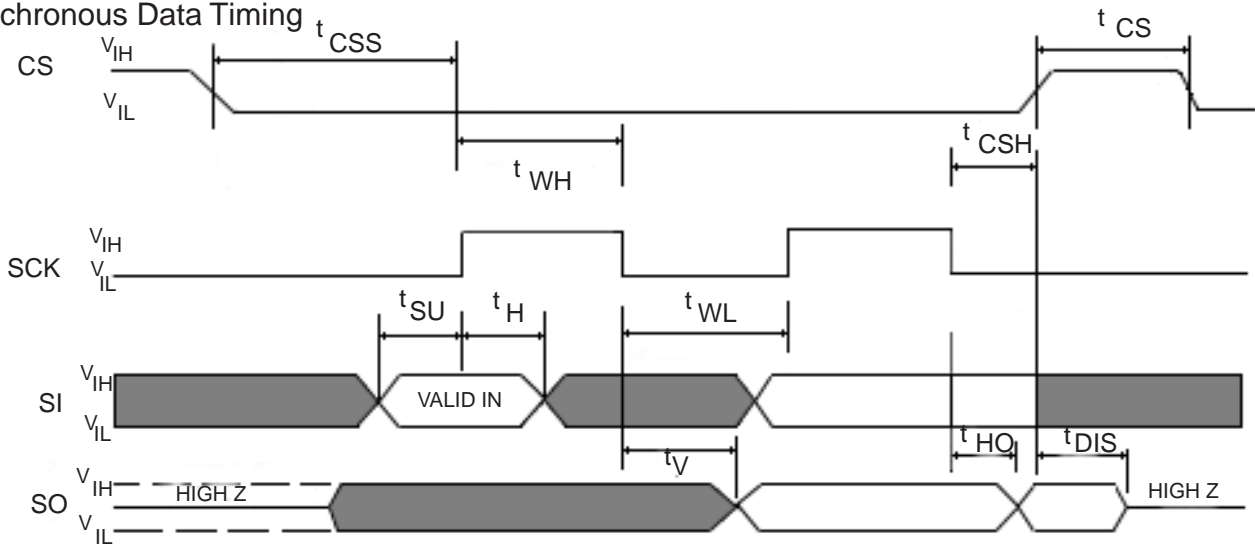 chronous Data Timing
t CSS
t CS
CS
VIH
VIL
t CSH
t WH
SCK
VIH
VIL
t SU
t H
t WL
SI
VIH
VIL
VALID IN
t V
t HO
t DIS
SO
VIH
VIL
HIGH Z
HIGH Z